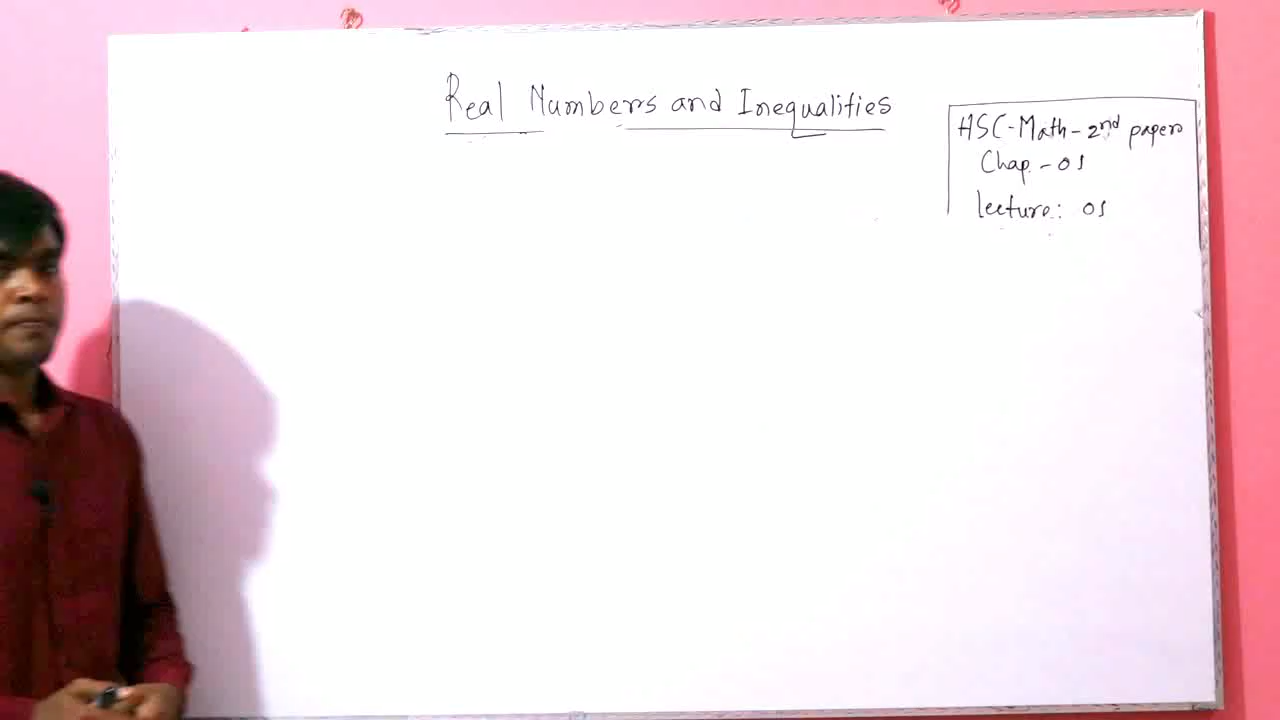 Real Numbers and Inequalities
HSC-Math-2nd paper
Chap-01
lecture: 01